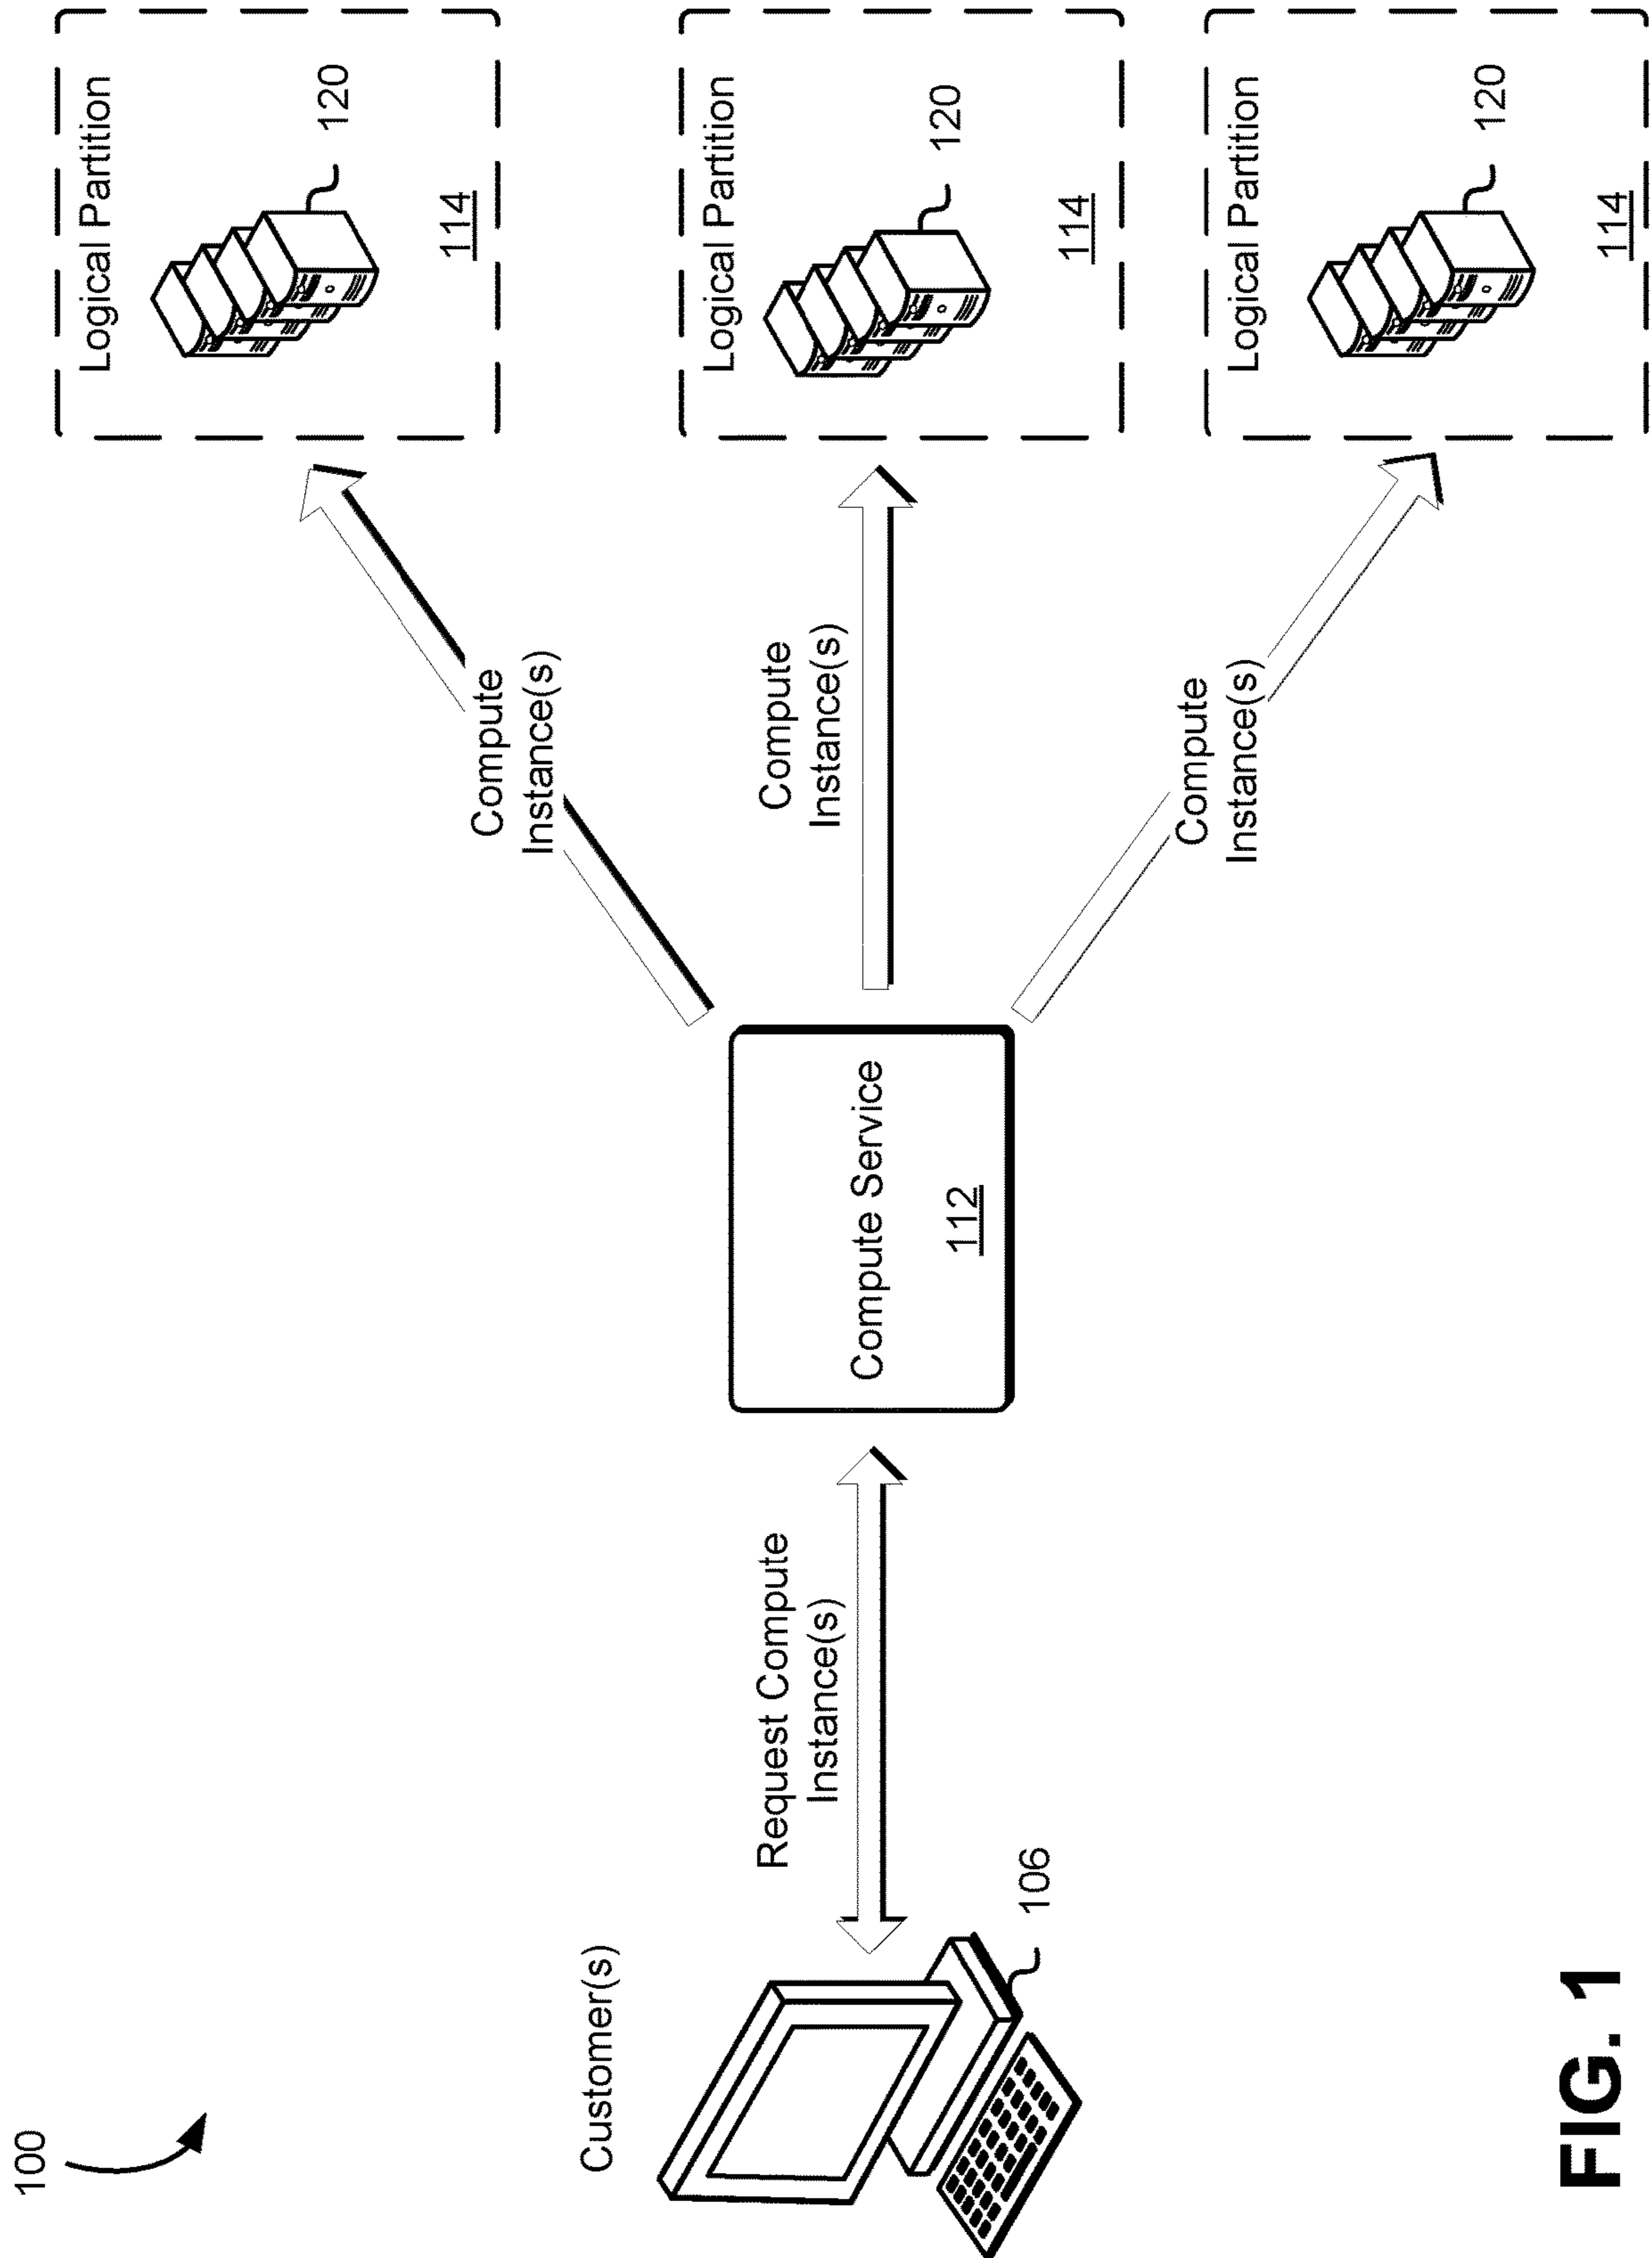 100
Customer(s)
106
Request Compute
Instance(s)
Compute Service
112
Compute
Instance(s)
Compute
Instance(s)
Compute
Instance(s)
Logical Partition
120
114
Logical Partition
120
114
Logical Partition
120
114
FIG. 1